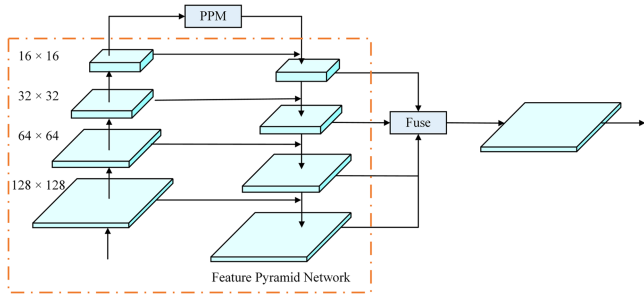 PPM
16 × 16
32 × 32
64 × 64
128 × 128
Fuse
Feature Pyramid Network